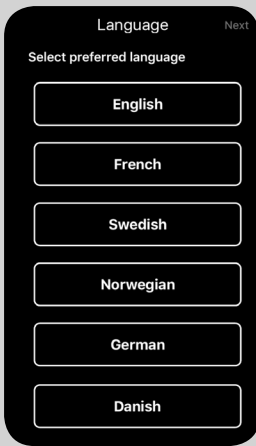 Language
Next
Select preferred language
English
French
Swedish
Norwegian
German
Danish